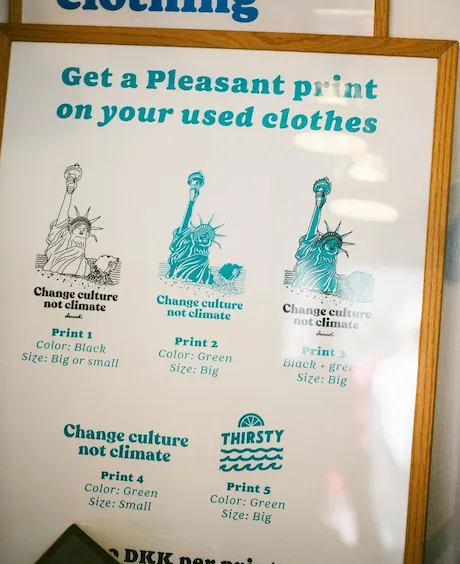 clothing
Get a Pleasant print
on your used clothes
Change culture
not climate
Print 1
Color: Black
Size: Big or small
Change culture
not climate
Print 2
Color: Green
Size: Big
Change culture
not climate
Print 3
Black + gree
Size: Big
Change culture
not climate
Print 4
Color: Green
Size: Small
THIRSTY
Print 5
Color: Green
Size: Big
DKK per print